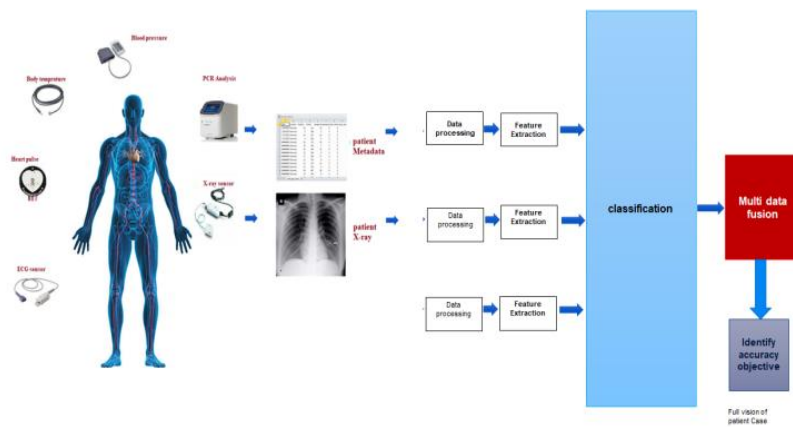 Blood pressure
Body tempreture
PCR Analysis
Heart pulse
X-ray sensor
ECG sensor
patient
Metadata
patient
X-ray
Data
processing
Feature
Extraction
Data
processing
Feature
Extraction
Data
processing
Feature
Extraction
classification
Multi data
fusion
Identify
accuracy
objective
Full vision of
patient Case